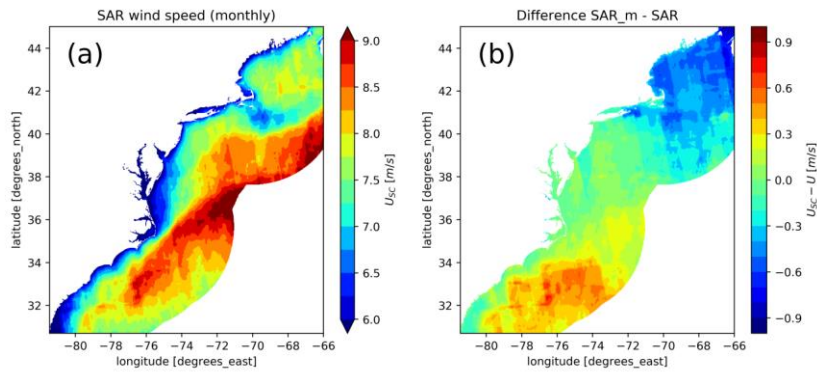 SAR wind speed (monthly)
(a)
44
42
40
38
36
34
32
latitude [degrees_north]
−80 −78 −76 −74 −72 −70 −68 −66
longitude [degrees_east]
9.0
8.5
8.0
7.5
7.0
6.5
6.0
U_SC [m/s]
Difference SAR_m - SAR
(b)
44
42
40
38
36
34
32
latitude [degrees_north]
−80 −78 −76 −74 −72 −70 −68 −66
longitude [degrees_east]
0.9
0.6
0.3
0.0
−0.3
−0.6
−0.9
U_SC − U [m/s]